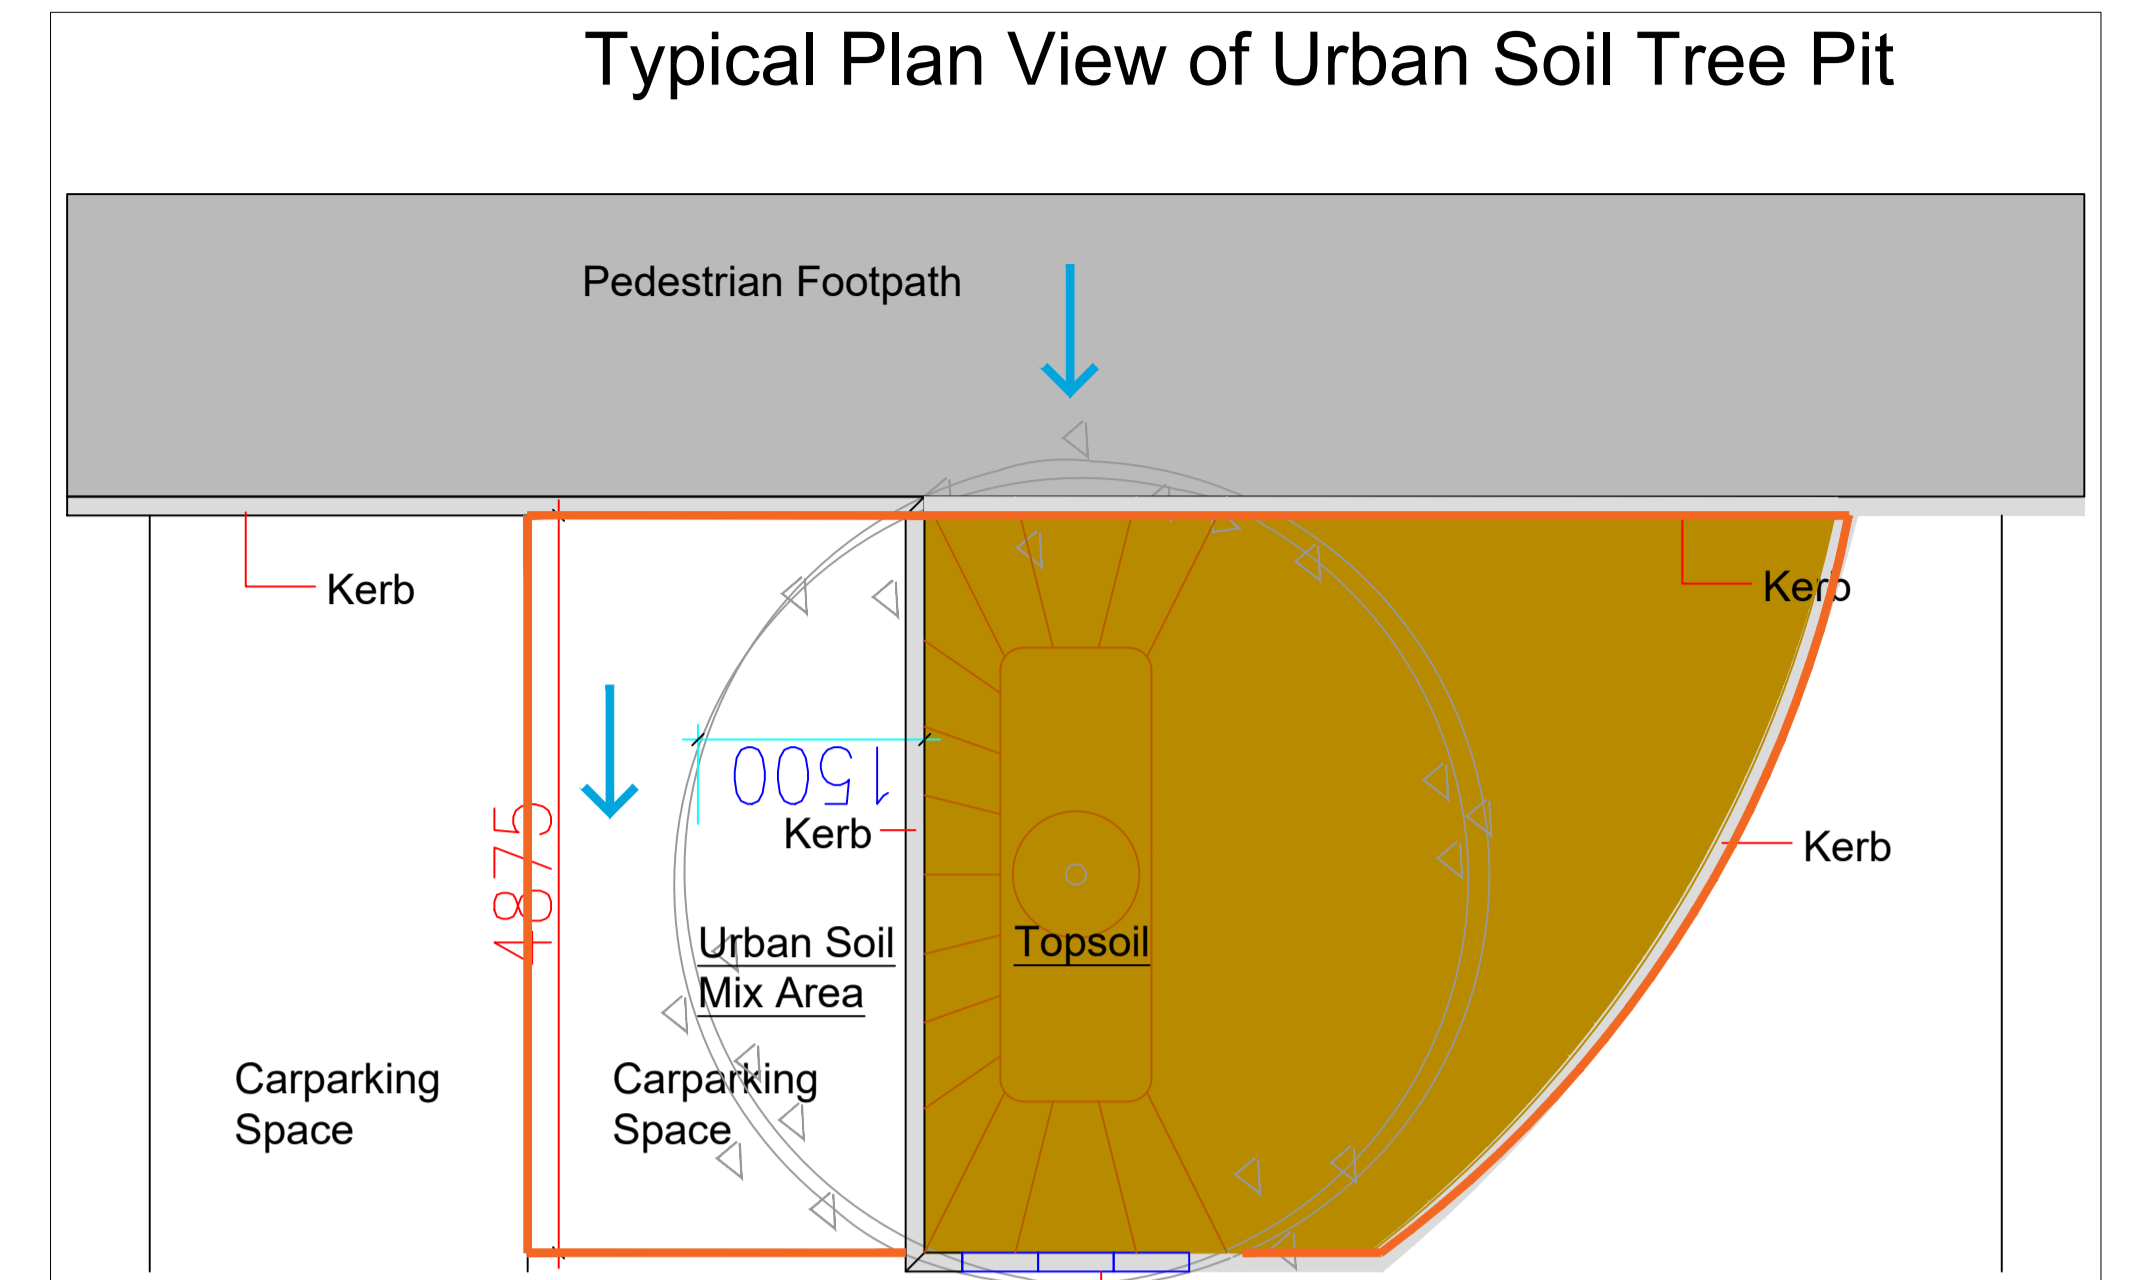 Typical Plan View of Urban Soil Tree Pit
Pedestrian Footpath
Kerb
Kerb
1500
Kerb
Kerb
4875
Urban Soil
Mix Area
Topsoil
Carparking
Space
Carparking
Space